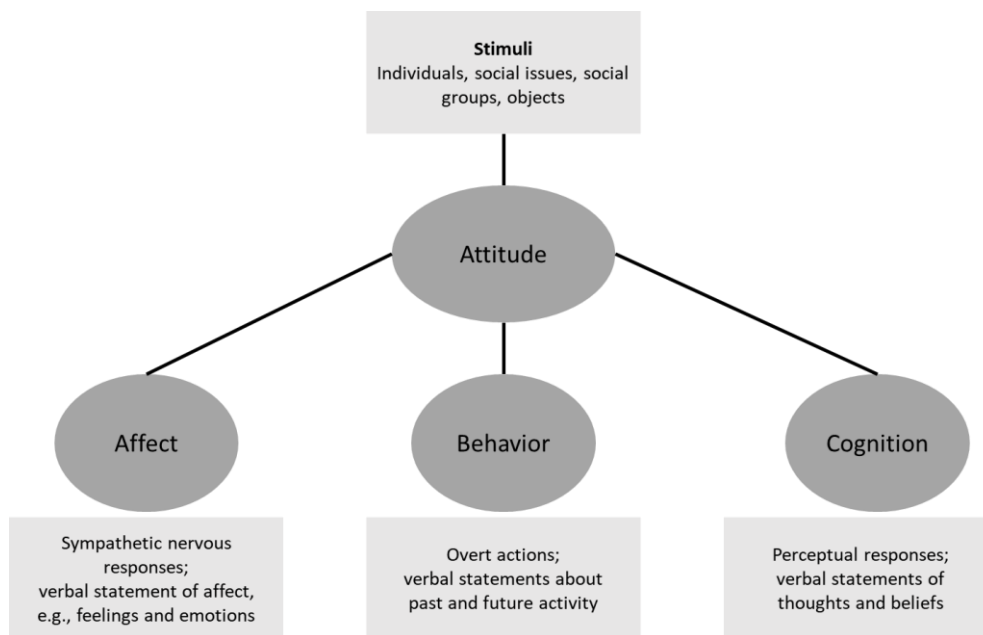 Stimuli
Individuals, social issues, social
groups, objects
Attitude
Affect
Behavior
Cognition
Sympathetic nervous
responses;
verbal statement of affect,
e.g., feelings and emotions
Overt actions;
verbal statements about
past and future activity
Perceptual responses;
verbal statements of
thoughts and beliefs